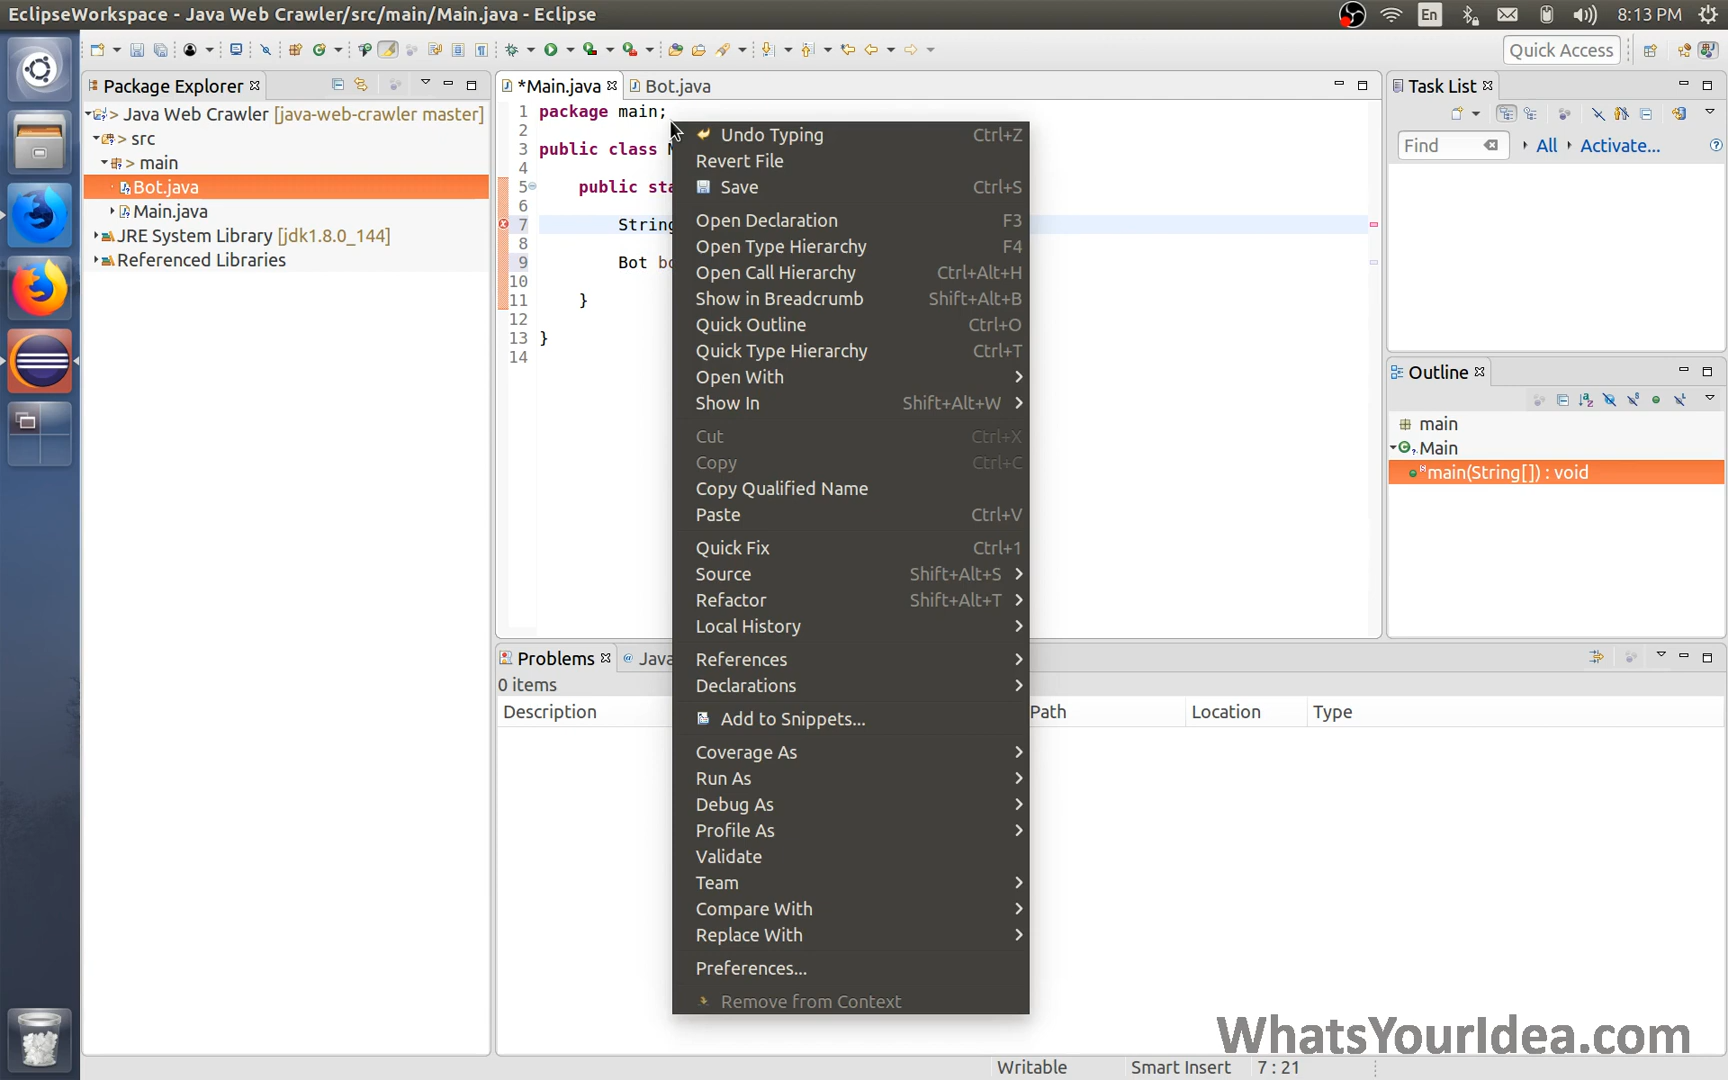 EclipseWorkspace - Java Web Crawler/src/main/Main.java - Eclipse
En
8:13 PM
Quick Access
Package Explorer
Java Web Crawler [java-web-crawler master]
> src
> main
Bot.java
Main.java
JRE System Library [jdk1.8.0_144]
Referenced Libraries
*Main.java
Bot.java
1 package main;
2
3 public class
4
5 public sta
6
7 String
8
9 Bot bo
10
11 }
12
13 }
14
Undo Typing Ctrl+Z
Revert File
Save Ctrl+S
Open Declaration F3
Open Type Hierarchy F4
Open Call Hierarchy Ctrl+Alt+H
Show in Breadcrumb Shift+Alt+B
Quick Outline Ctrl+O
Quick Type Hierarchy Ctrl+T
Open With
Show In Shift+Alt+W
Cut Ctrl+X
Copy Ctrl+C
Copy Qualified Name
Paste Ctrl+V
Quick Fix Ctrl+1
Source Shift+Alt+S
Refactor Shift+Alt+T
Local History
References
Declarations
Add to Snippets...
Coverage As
Run As
Debug As
Profile As
Validate
Team
Compare With
Replace With
Preferences...
Remove from Context
Task List
Find
All
Activate...
Outline
main
Main
main(String[]) : void
Problems
@ Java
0 items
Description
Path
Location
Type
WhatsYourIdea.com
Writable
Smart Insert
7 : 21